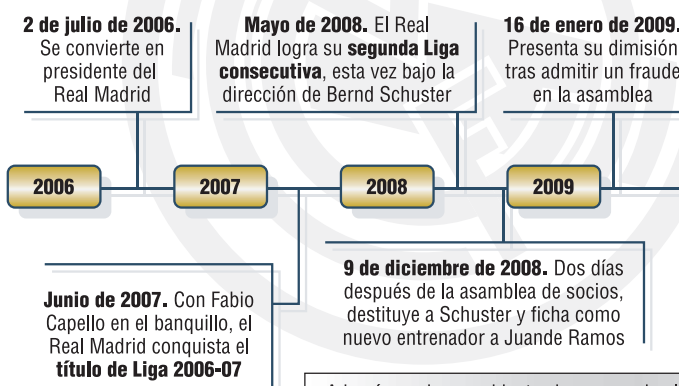 2 de julio de 2006.
Se convierte en
presidente del
Real Madrid
Mayo de 2008. El Real
Madrid logra su segunda Liga
consecutiva, esta vez bajo la
dirección de Bernd Schuster
16 de enero de 2009.
Presenta su dimisión
tras admitir un fraude
en la asamblea
2006
2007
2008
2009
Junio de 2007. Con Fabio
Capello en el banquillo, el
Real Madrid conquista el
título de Liga 2006-07
9 de diciembre de 2008. Dos días
después de la asamblea de socios,
destituye a Schuster y ficha como
nuevo entrenador a Juande Ramos